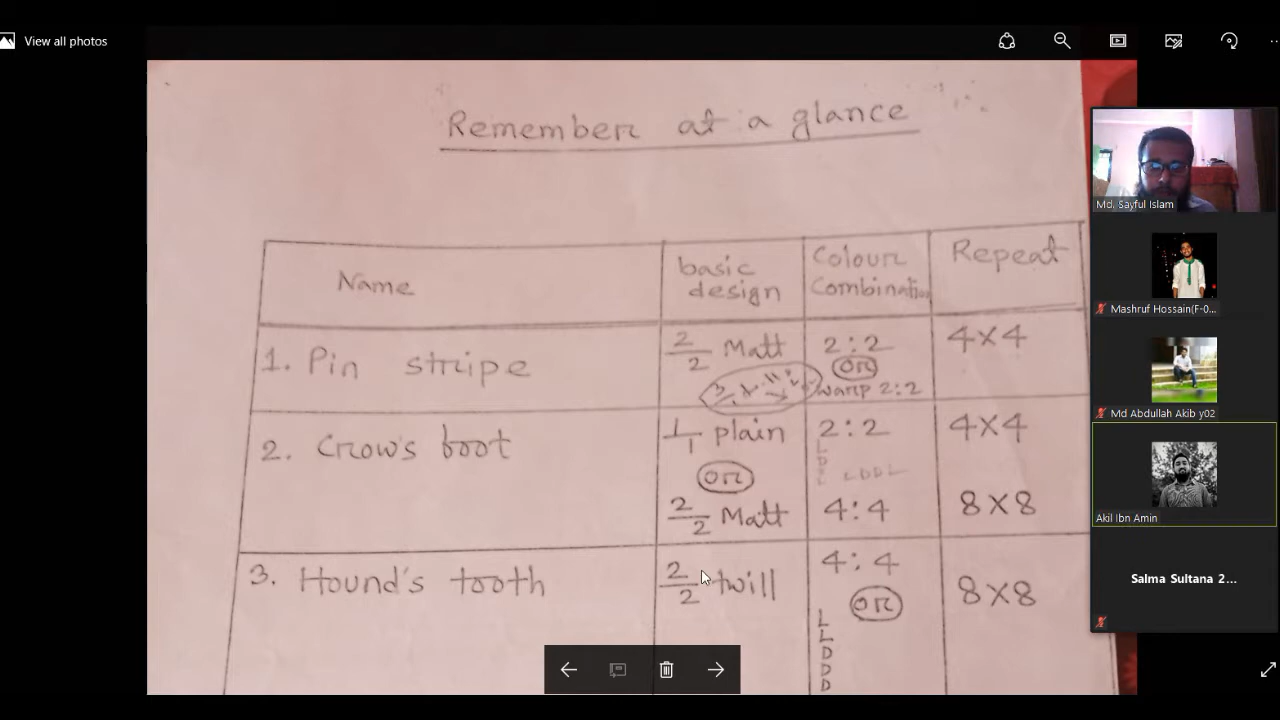 View all photos
Remember at a glance
Name
basic design
Colour Combination
Repeat
1. Pin stripe
2/2 Matt
2:2
OR
warp 2:2
4X4
2. Crow's foot
1/1 plain
2:2
4X4
L
D
D
L
LDDL
OR
2/2 Matt
4:4
8X8
3. Hound's tooth
2/2 twill
4:4
OR
8X8
L
L
D
D
D
Md. Sayful Islam
Mashruf Hossain(F-0...
Md Abdullah Akib y02
Akil Ibn Amin
Salma Sultana 2...